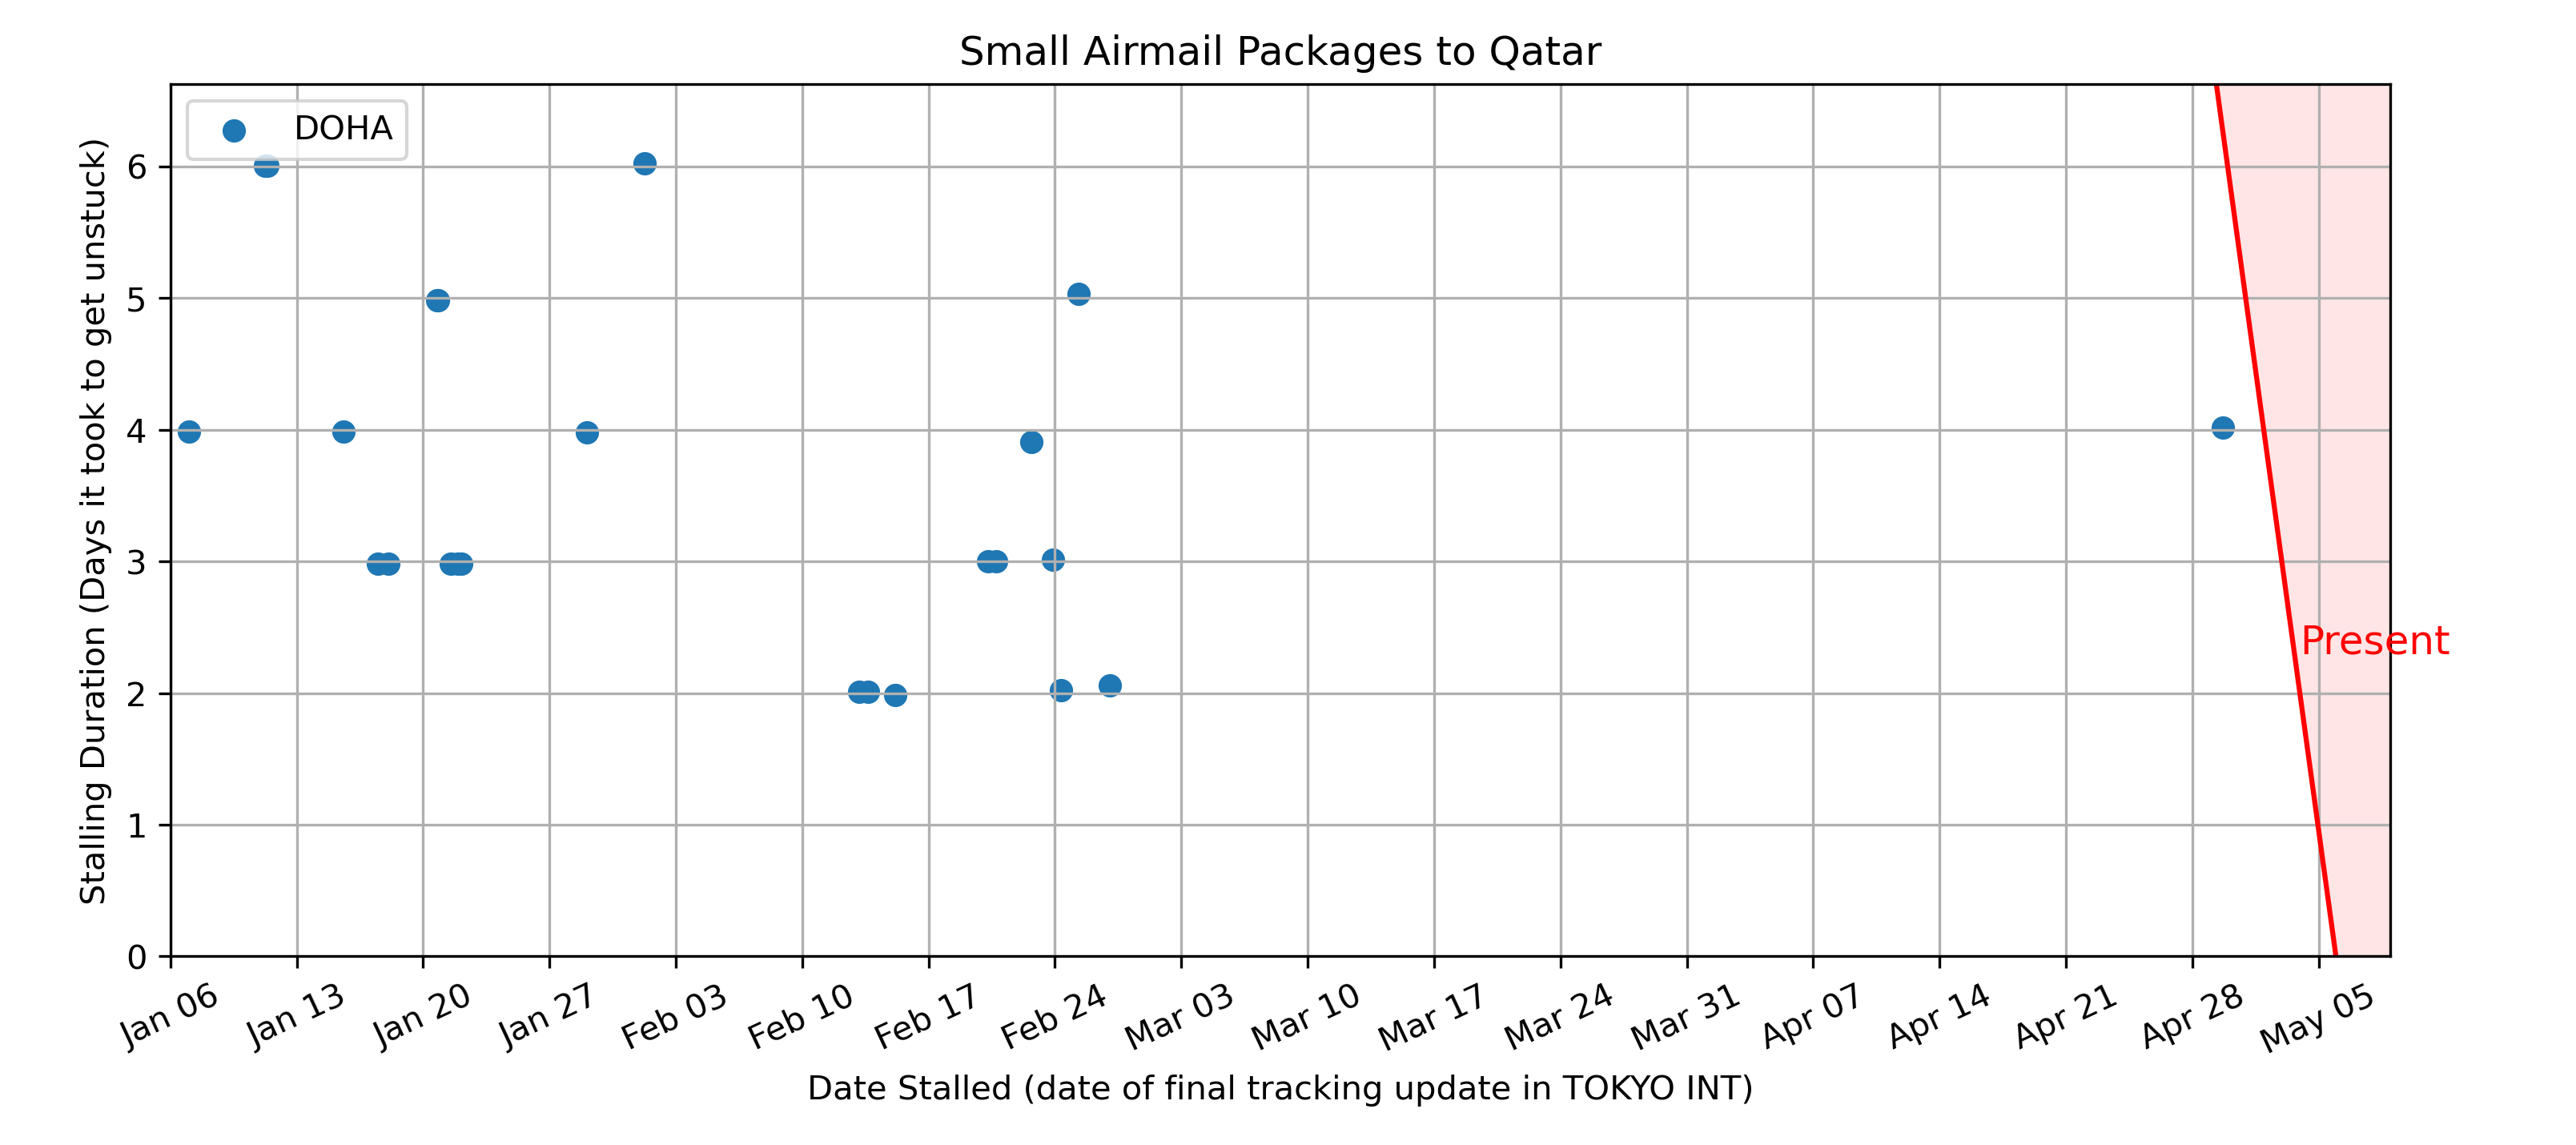 Small Airmail Packages to Qatar
DOHA
Stalling Duration (Days it took to get unstuck)
6
5
4
3
2
1
0
Present
Jan 06 Jan 13 Jan 20 Jan 27 Feb 03 Feb 10 Feb 17 Feb 24 Mar 03 Mar 10 Mar 17 Mar 24 Mar 31 Apr 07 Apr 14 Apr 21 Apr 28 May 05
Date Stalled (date of final tracking update in TOKYO INT)